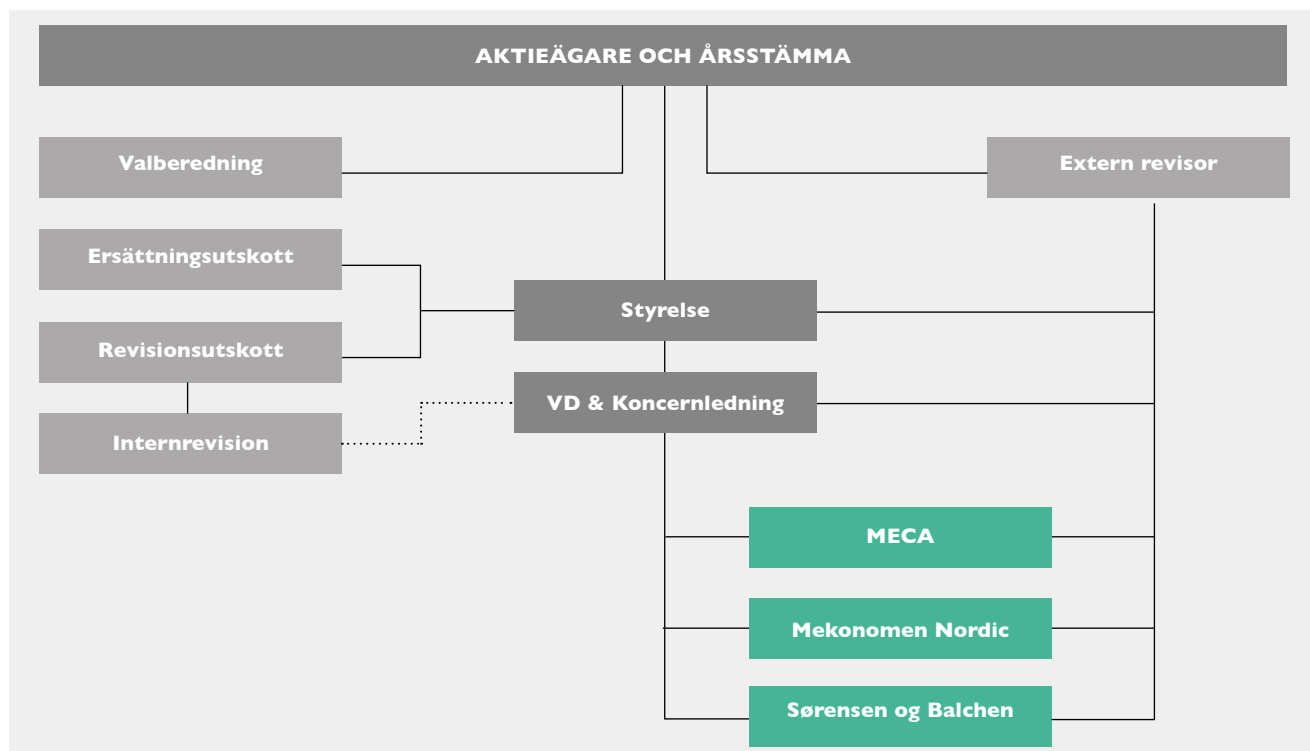 AKTIEÄGARE OCH ÅRSSTÄMMA
Valberedning
Extern revisor
Ersättningsutskott
Styrelse
Revisionsutskott
VD & Koncernledning
Internrevision
MECA
Mekonomen Nordic
Sørensen og Balchen